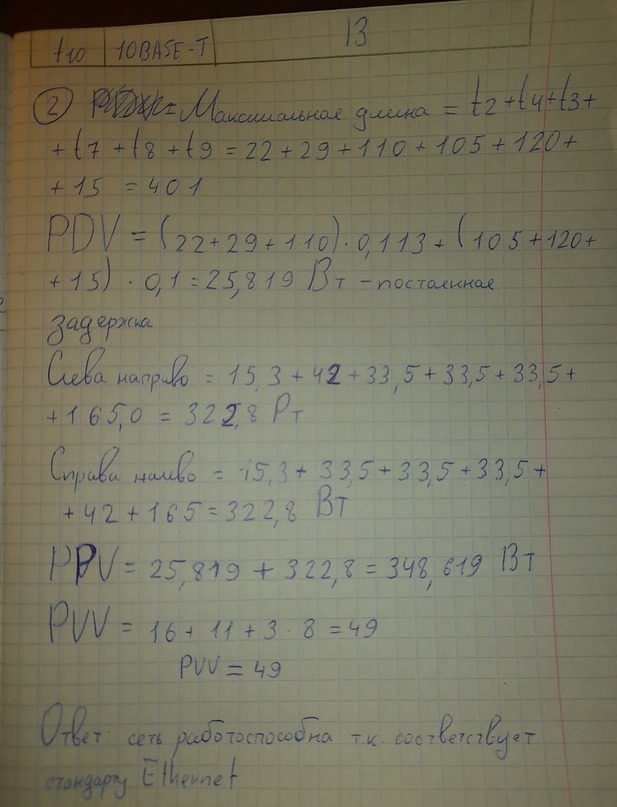 t10 10BASE-T 13
2 Максимальная длина = t2+t4+t3+
+t7+t8+t9=22+29+110+105+120+
+15 =401
PDV=(22+29+110)·0,113+(105+120+
+15)·0,1=25,819 Вт -постоянная
задержка
Слева направо = 15,3+42+33,5+33,5+33,5+
+165,0 = 322,8 Вт
Справа налево = 15,3+33,5+33,5+33,5+
+42+165=322,8 Вт
PPV= 25,819 + 322,8 = 348,619 Вт
PVV = 16+11+3·8=49
PVV=49
Ответ: сеть работоспособна т.к. соответствует
стандарту Ethernet